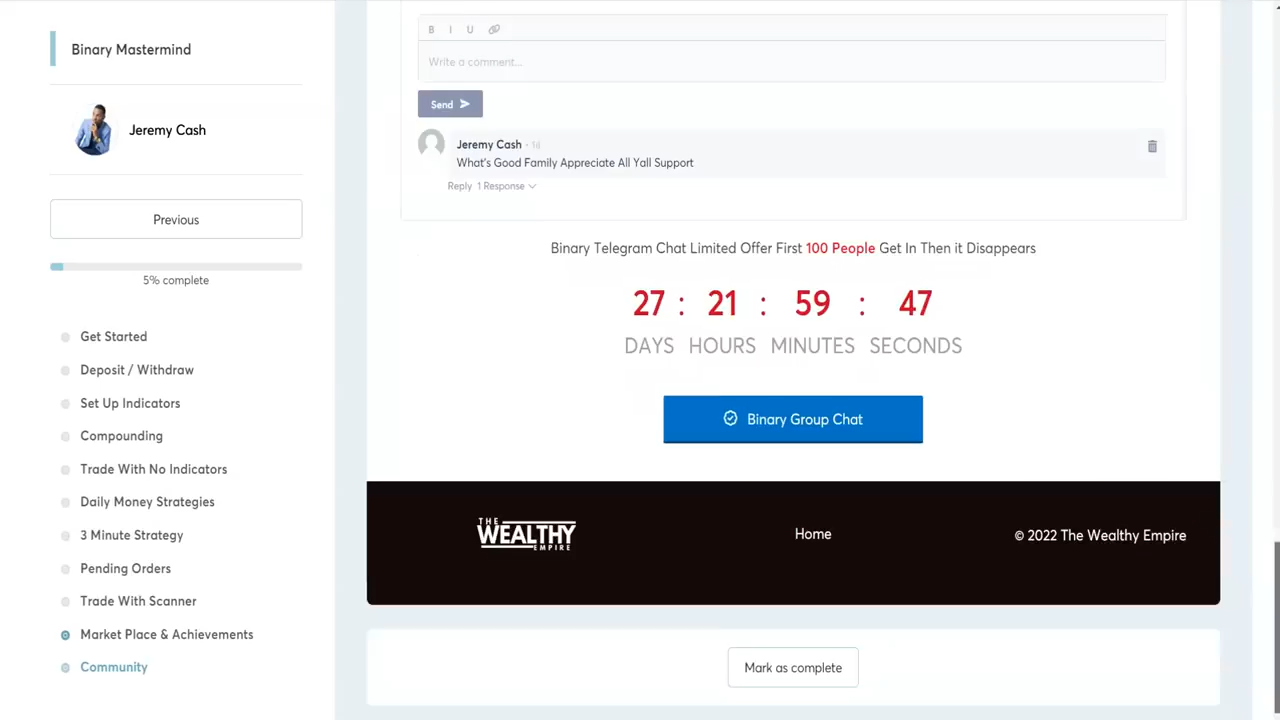 Binary Mastermind
Jeremy Cash
Previous
5% complete
Get Started
Deposit / Withdraw
Set Up Indicators
Compounding
Trade With No Indicators
Daily Money Strategies
3 Minute Strategy
Pending Orders
Trade With Scanner
Market Place & Achievements
Community
B I U
Write a comment...
Send
Jeremy Cash · 1d
What's Good Family Appreciate All Yall Support
Reply 1 Response
Binary Telegram Chat Limited Offer First 100 People Get In Then it Disappears
27 : 21 : 59 : 47
DAYS HOURS MINUTES SECONDS
Binary Group Chat
THE
WEALTHY
EMPIRE
Home
© 2022 The Wealthy Empire
Mark as complete